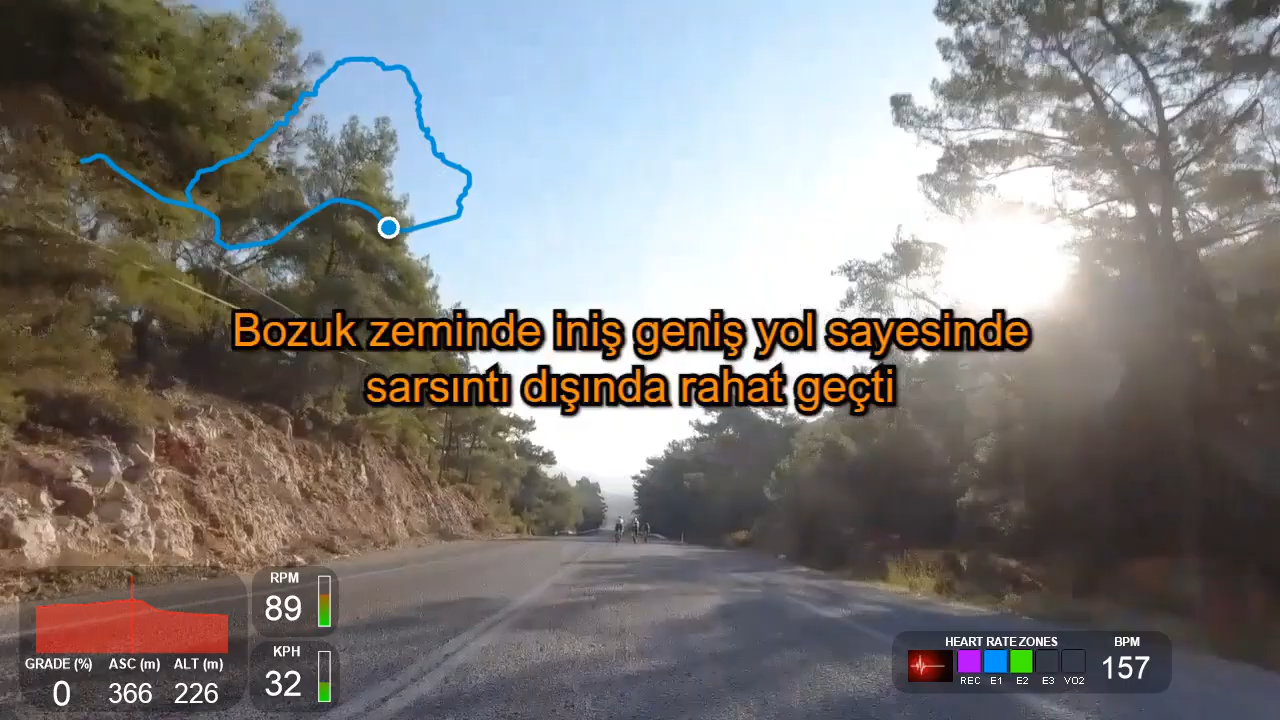 Bozuk zeminde iniş geniş yol sayesinde
sarsıntı dışında rahat geçti
RPM
89
GRADE (%) ASC (m) ALT (m)
0 366 226
KPH
32
HEART RATE ZONES
REC E1 E2 E3 VO2
BPM
157